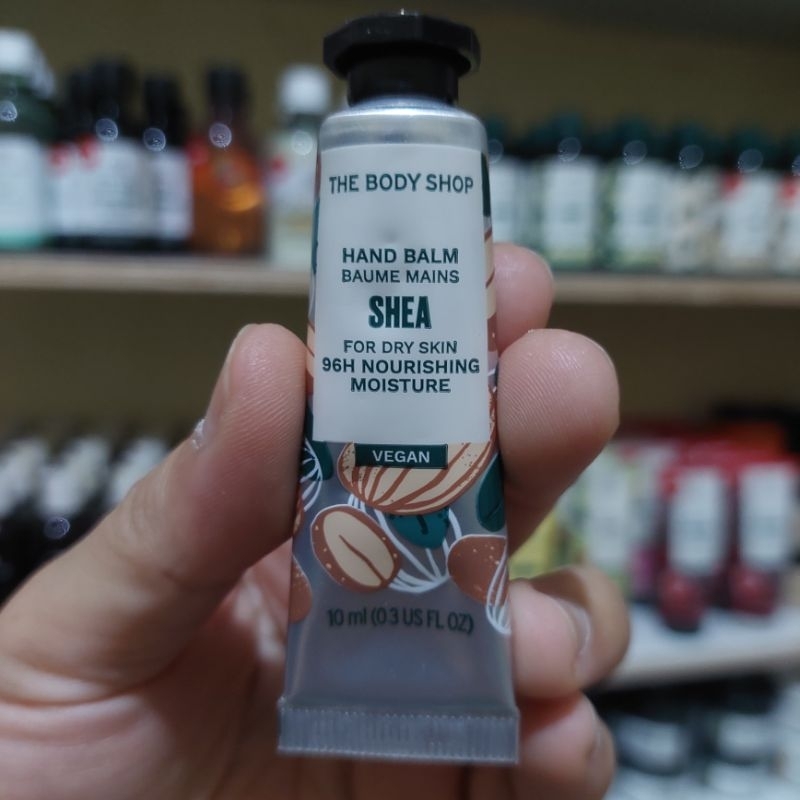 THE BODY SHOP
HAND BALM
BAUME MAINS
SHEA
FOR DRY SKIN
96H NOURISHING
MOISTURE
VEGAN
10 ml (0.3 US FL OZ)